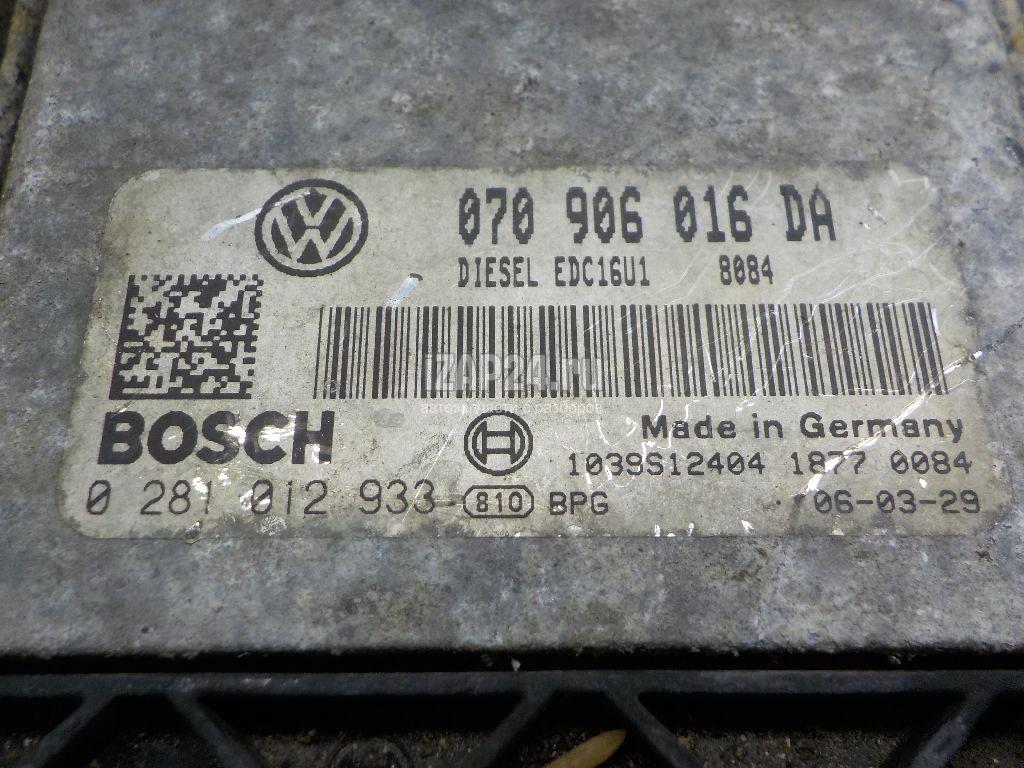 070 906 016 DA
DIESEL EDC16U1 8084
iZAP24.ru
BOSCH
Made in Germany
1039S12404 1877 0084
0 281 012 933 810 BPG 06-03-29